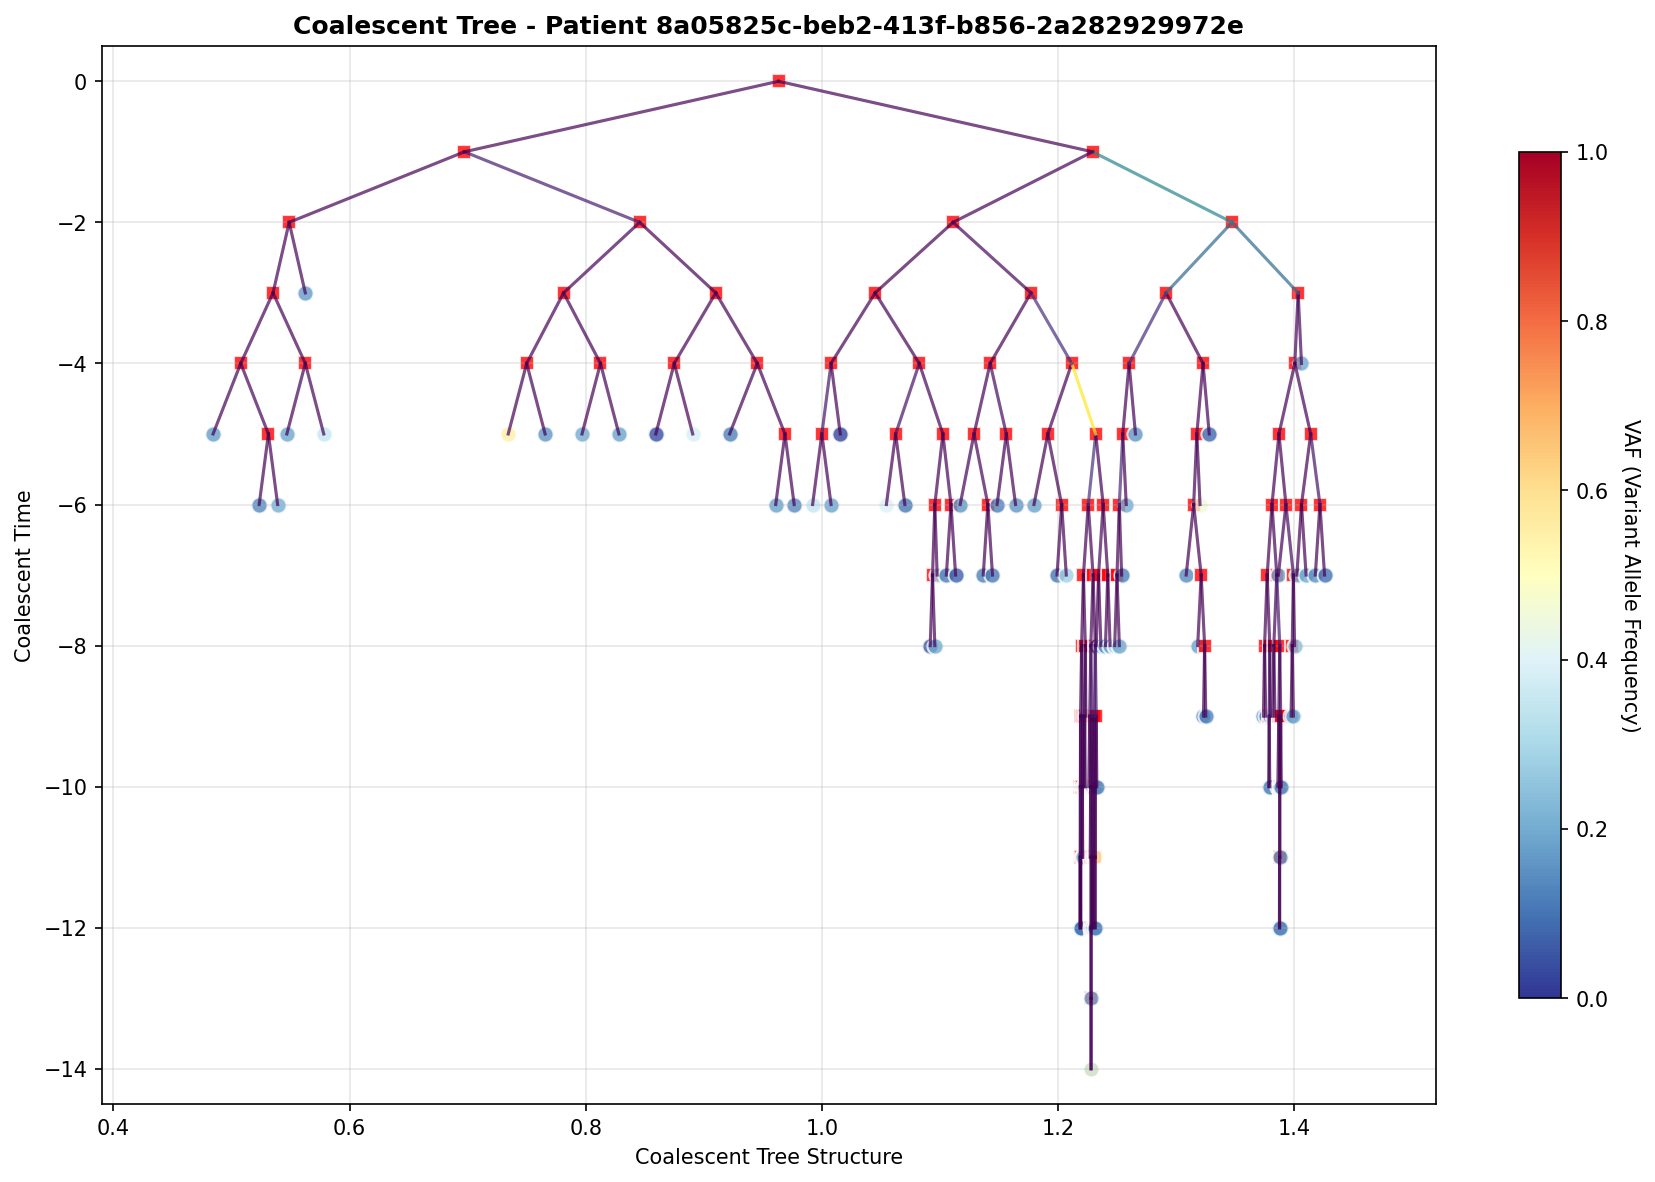 Coalescent Tree - Patient 8a05825c-beb2-413f-b856-2a282929972e
Coalescent Time
0
−2
−4
−6
−8
−10
−12
−14
0.4 0.6 0.8 1.0 1.2 1.4
Coalescent Tree Structure
1.0
0.8
0.6
0.4
0.2
0.0
VAF (Variant Allele Frequency)